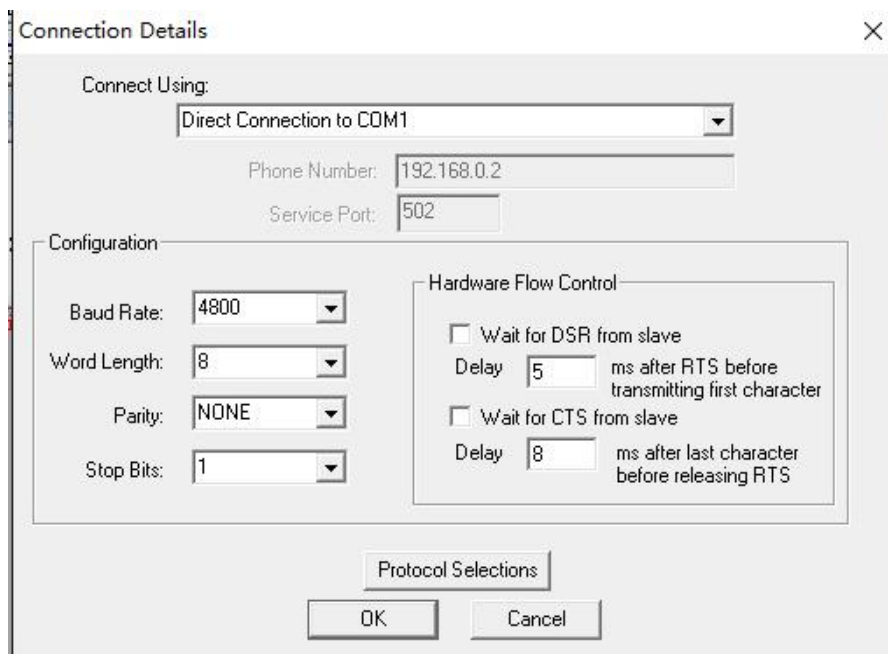 Connection Details
Connect Using:
Direct Connection to COM1
Phone Number: 192.168.0.2
Service Port: 502
Configuration
Baud Rate: 4800
Word Length: 8
Parity: NONE
Stop Bits: 1
Hardware Flow Control
Wait for DSR from slave
Delay 5 ms after RTS before
transmitting first character
Wait for CTS from slave
Delay 8 ms after last character
before releasing RTS
Protocol Selections
OK Cancel